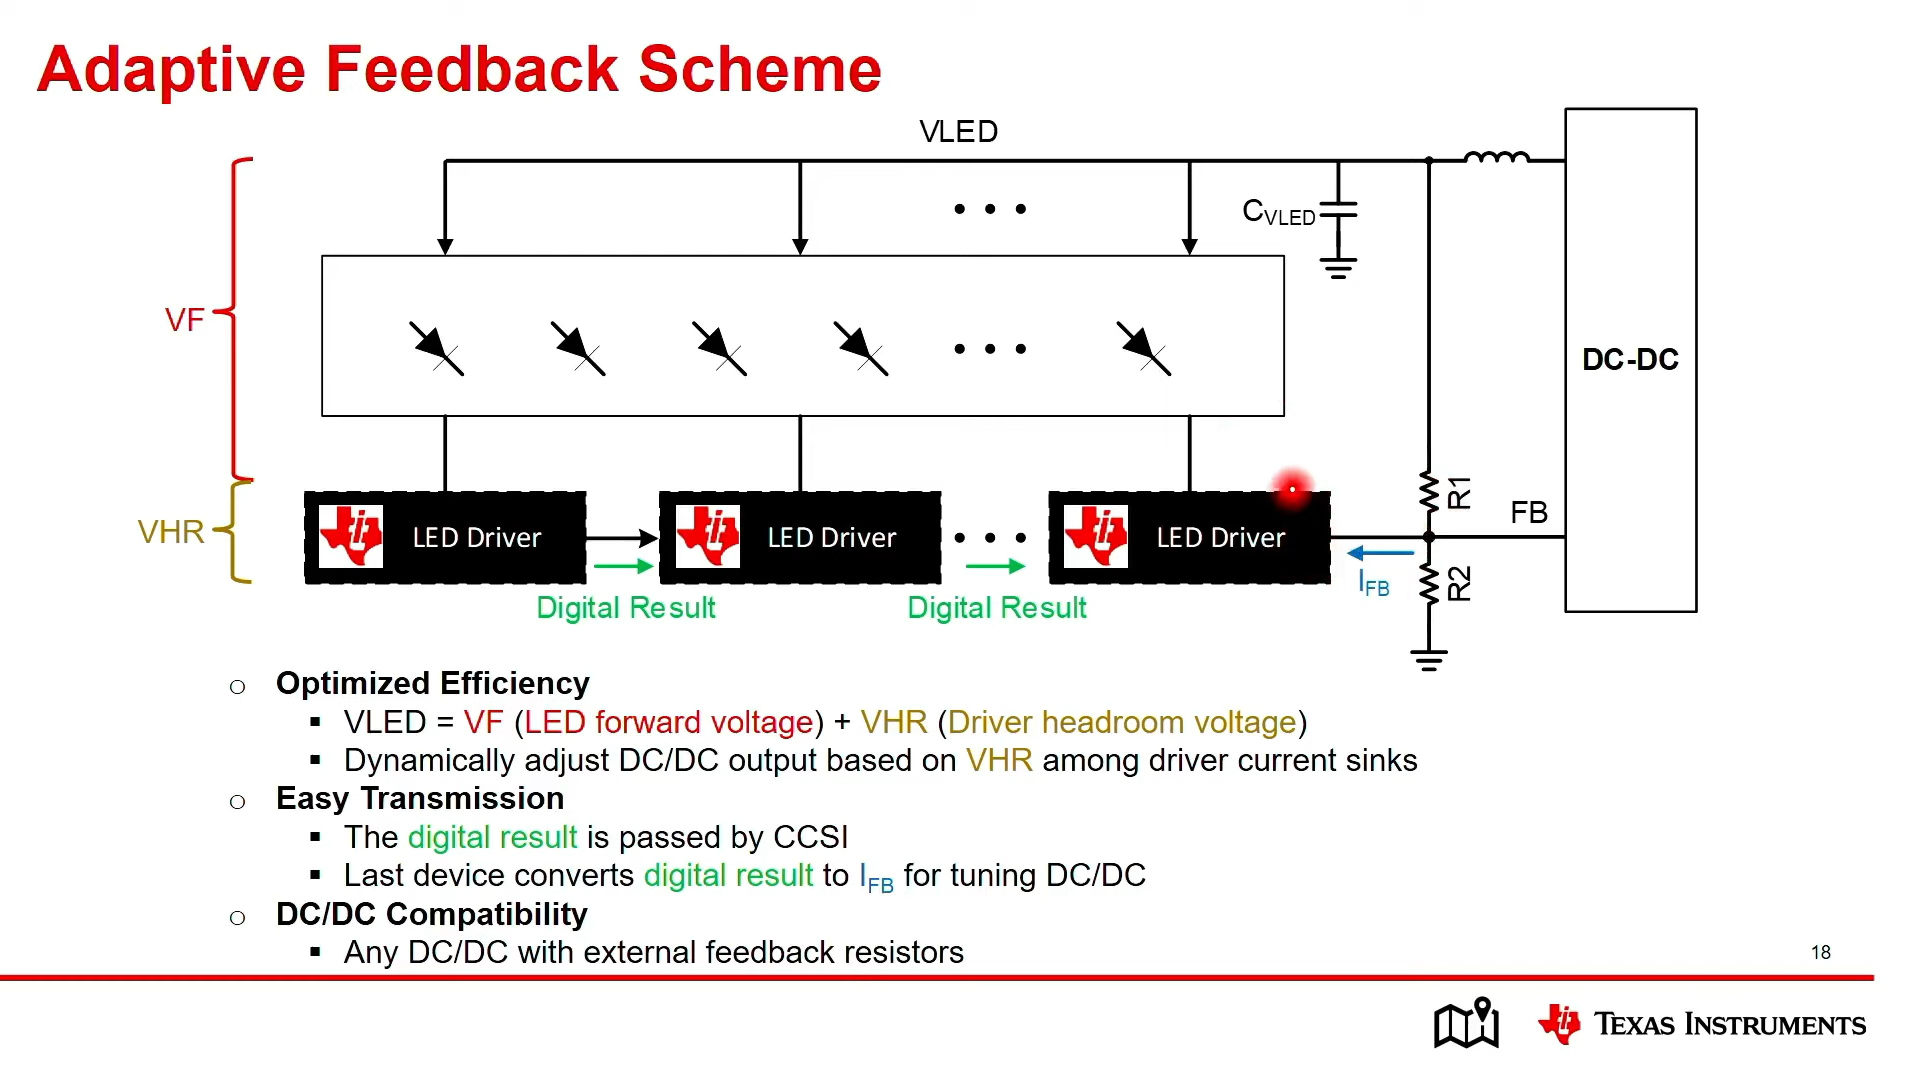 Adaptive Feedback Scheme
VLED
CVLED
VF
DC-DC
R1
FB
VHR
LED Driver
LED Driver
LED Driver
IFB
R2
Digital Result
Digital Result
Optimized Efficiency
VLED = VF (LED forward voltage) + VHR (Driver headroom voltage)
Dynamically adjust DC/DC output based on VHR among driver current sinks
Easy Transmission
The digital result is passed by CCSI
Last device converts digital result to IFB for tuning DC/DC
DC/DC Compatibility
Any DC/DC with external feedback resistors
18
TEXAS INSTRUMENTS